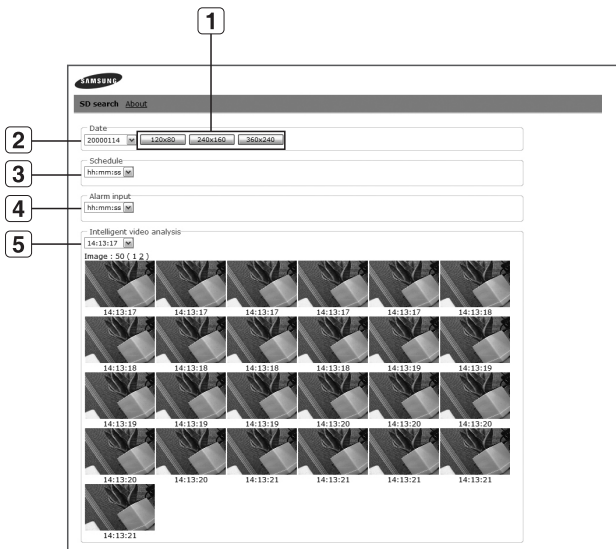 1
SAMSUNG
SD search About
2
Date
20000114 120x80 240x160 360x240
3
Schedule
hh:mm:ss
4
Alarm input
hh:mm:ss
5
Intelligent video analysis
14:13:17
Image : 50 ( 1 2 )
14:13:17 14:13:17 14:13:17 14:13:17 14:13:17 14:13:18
14:13:18 14:13:18 14:13:18 14:13:18 14:13:19 14:13:19
14:13:19 14:13:19 14:13:19 14:13:20 14:13:20 14:13:20
14:13:20 14:13:20 14:13:21 14:13:21 14:13:21 14:13:21
14:13:21